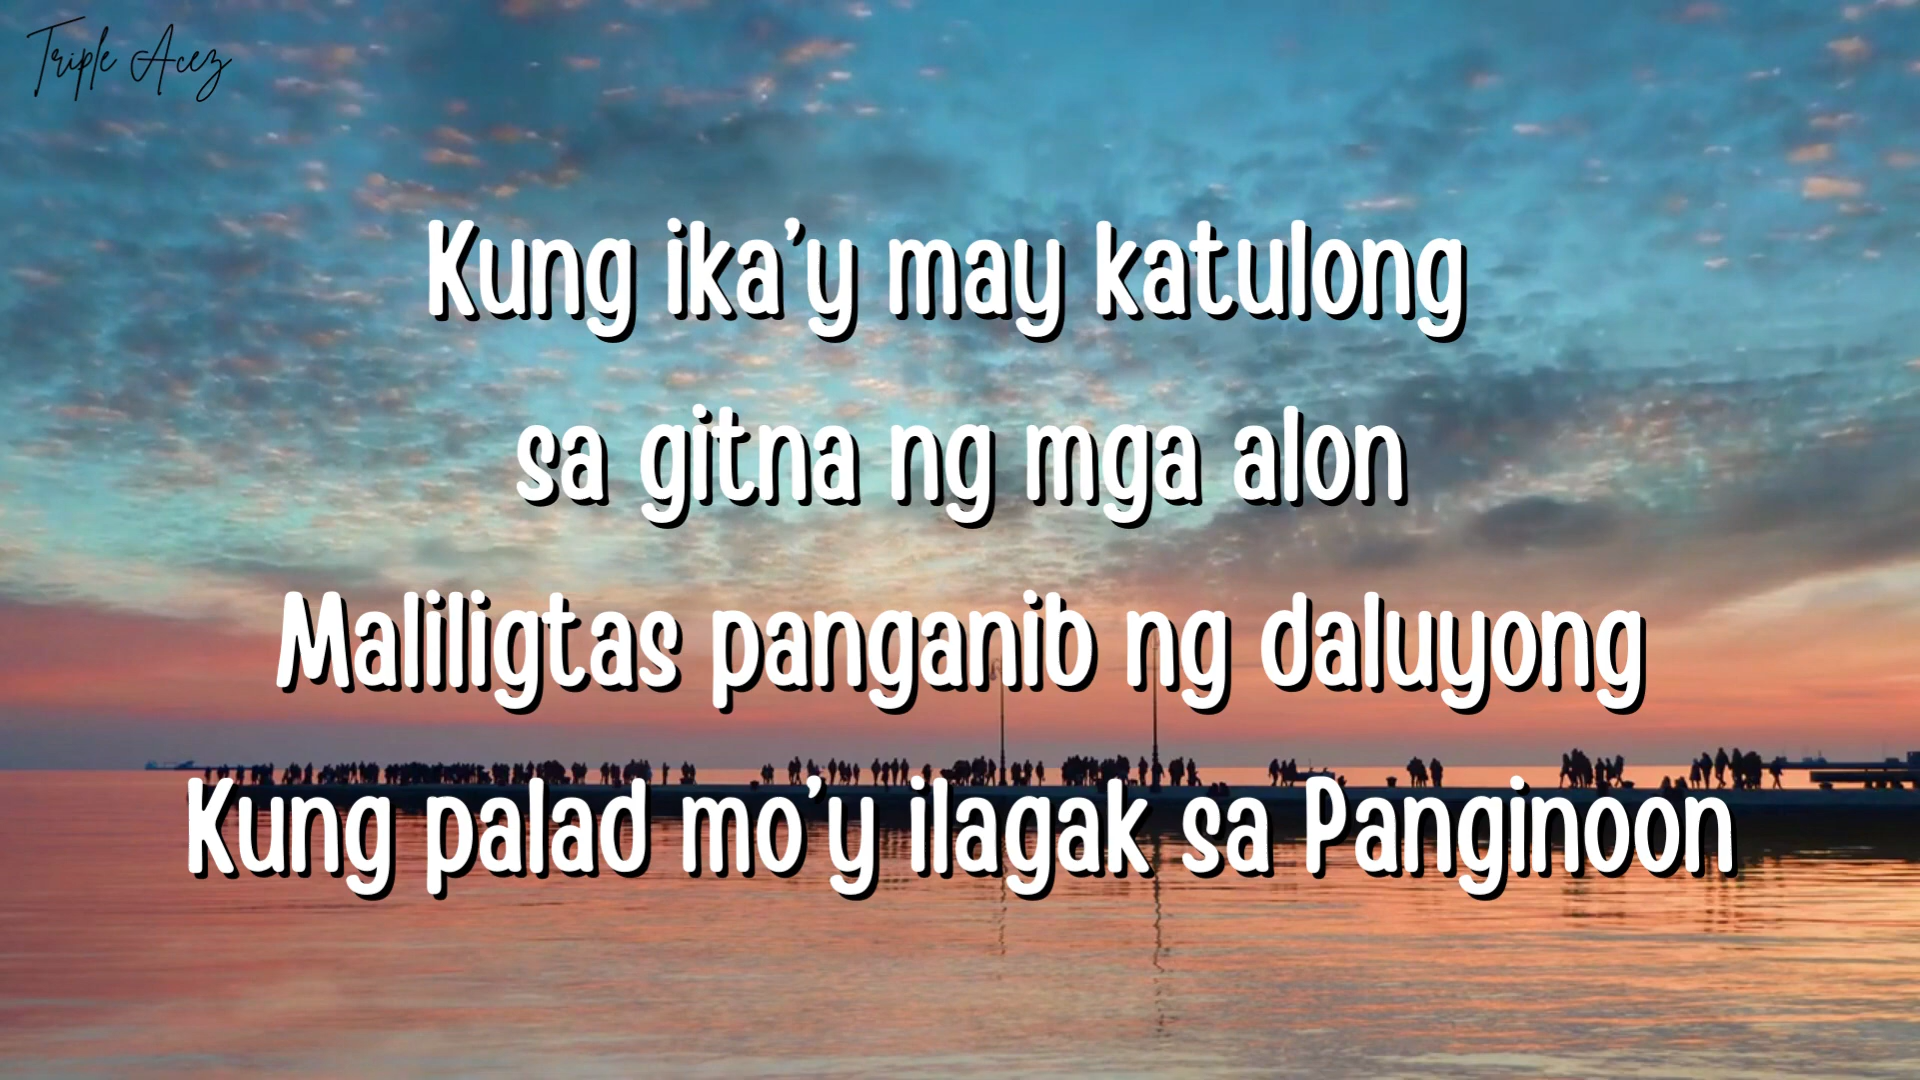 Triple Acez
Kung ika’y may katulong
sa gitna ng mga alon
Maliligtas panganib ng daluyong
Kung palad mo’y ilagak sa Panginoon